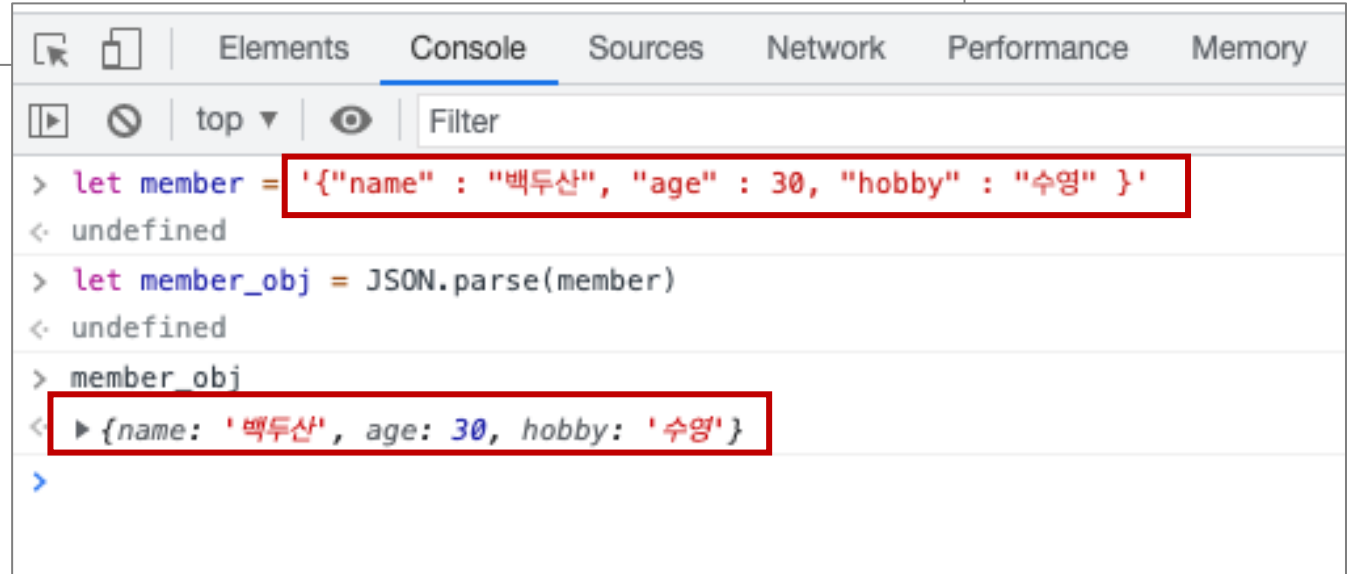 Elements Console Sources Network Performance Memory
top ▼ Filter
> let member = '{"name" : "백두산", "age" : 30, "hobby" : "수영" }'
<· undefined
> let member_obj = JSON.parse(member)
<· undefined
> member_obj
<· ▶ {name: '백두산', age: 30, hobby: '수영'}
>